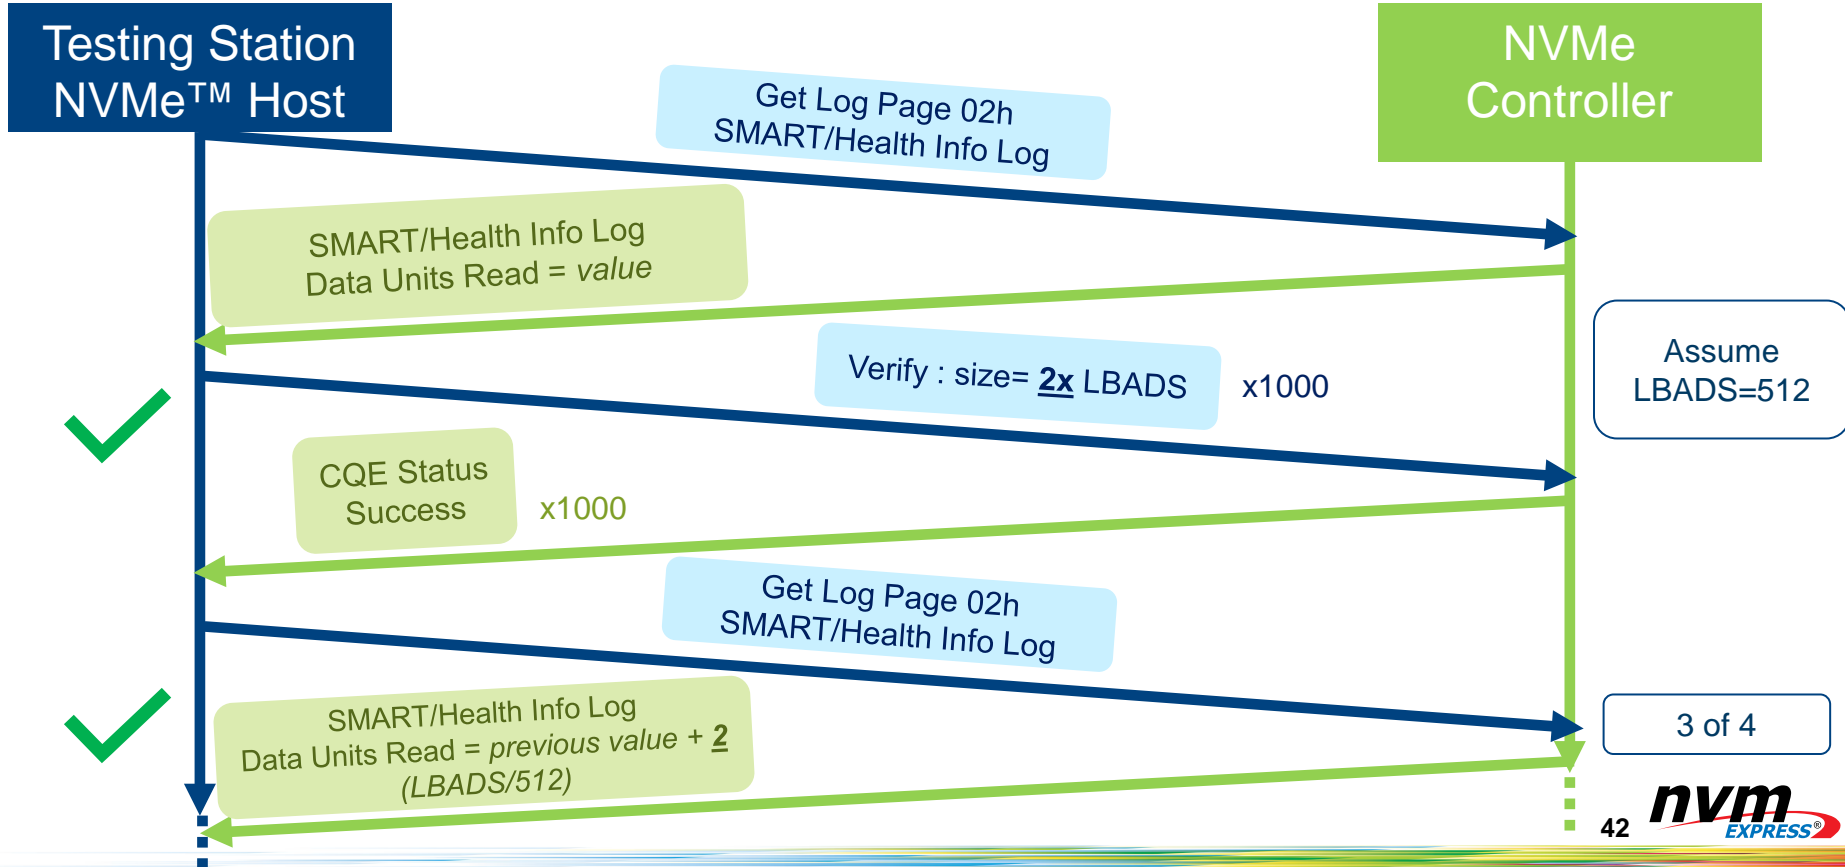 Testing Station
NVMe™ Host
NVMe
Controller
Get Log Page 02h
SMART/Health Info Log
SMART/Health Info Log
Data Units Read = value
Verify : size= 2x LBADS
x1000
Assume
LBADS=512
CQE Status
Success
x1000
Get Log Page 02h
SMART/Health Info Log
SMART/Health Info Log
Data Units Read = previous value + 2
(LBADS/512)
3 of 4
42
nvm
EXPRESS®